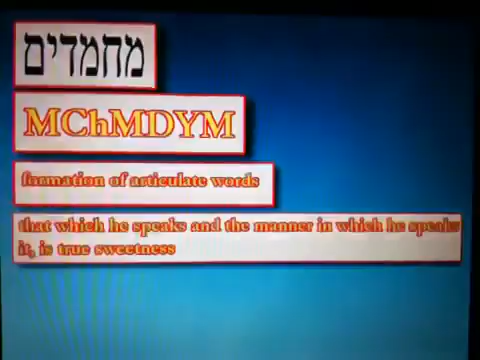 מחמדים
MChMDYM
formation of articulate words
that which he speaks and the manner in which he speaks
it, is true sweetness